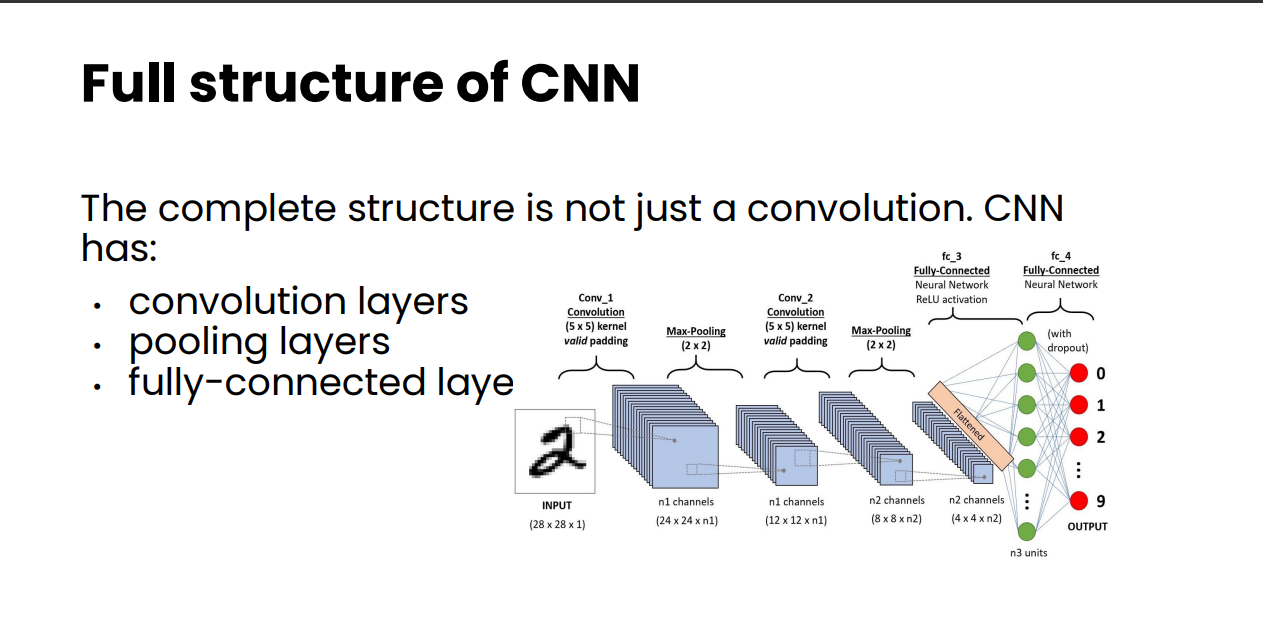 Full structure of CNN
The complete structure is not just a convolution. CNN
has:
• convolution layers
• pooling layers
• fully-connected laye
Conv_1
Convolution
(5 x 5) kernel
valid padding
Max-Pooling
(2 x 2)
Conv_2
Convolution
(5 x 5) kernel
valid padding
Max-Pooling
(2 x 2)
fc_3
Fully-Connected
Neural Network
ReLU activation
fc_4
Fully-Connected
Neural Network
(with
dropout)
Flattened
0
1
2
9
OUTPUT
INPUT
(28 x 28 x 1)
n1 channels
(24 x 24 x n1)
n1 channels
(12 x 12 x n1)
n2 channels
(8 x 8 x n2)
n2 channels
(4 x 4 x n2)
n3 units
2